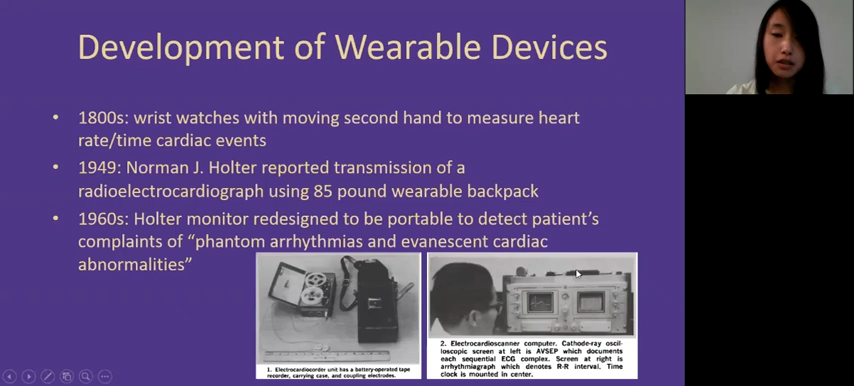 Development of Wearable Devices
• 1800s: wrist watches with moving second hand to measure heart
rate/time cardiac events
• 1949: Norman J. Holter reported transmission of a
radioelectrocardiograph using 85 pound wearable backpack
• 1960s: Holter monitor redesigned to be portable to detect patient's
complaints of “phantom arrhythmias and evanescent cardiac
abnormalities”
1. Electrocardiocorder unit has a battery-operated tape
recorder, carrying case, and coupling electrodes.
2. Electrocardioscanner computer. Cathode-ray oscil-
loscopic screen at left is AVSEP which documents
each sequential ECG complex. Screen at right is
arrhythmiagraph which denotes R-R interval. Time
clock is mounted in center.